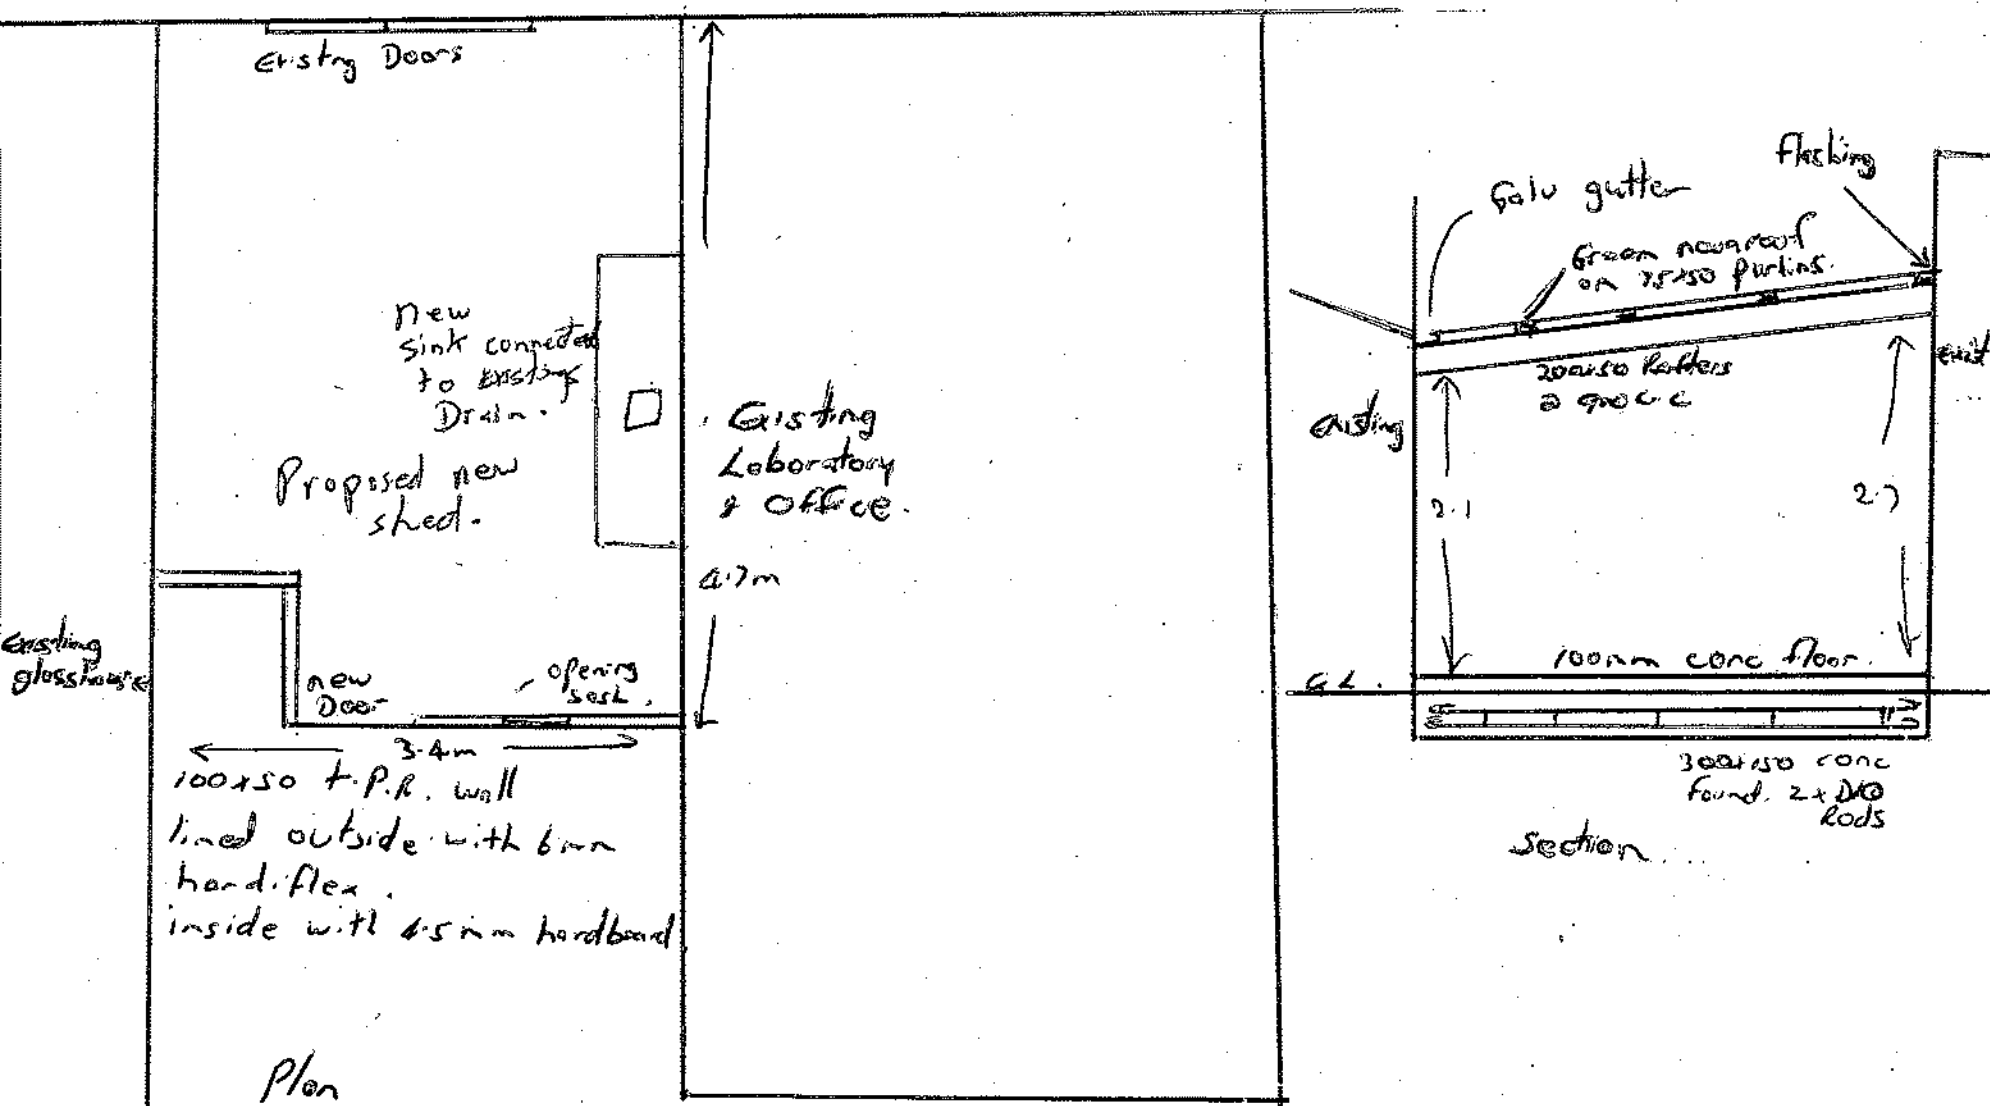 Existing Doors
new
sink connected
to existing
Drain.
Proposed new
shed.
Existing
Laboratory
& Office.
4.7m
Existing
glasshouse
new
Door
opening
sash.
3.4m
100x50 t.P.R. wall
lined outside with 6mm
hardiflex.
inside with 4.5mm hardboard
Plan
Flashing
Galv gutter
Green novaroof
on 75x50 Purlins.
200x50 Rafters
@ 900 c.c
existing
exist
2.1
2.7
100mm conc floor.
G.L.
300x150 conc
found. 2x D10
Rods
Section